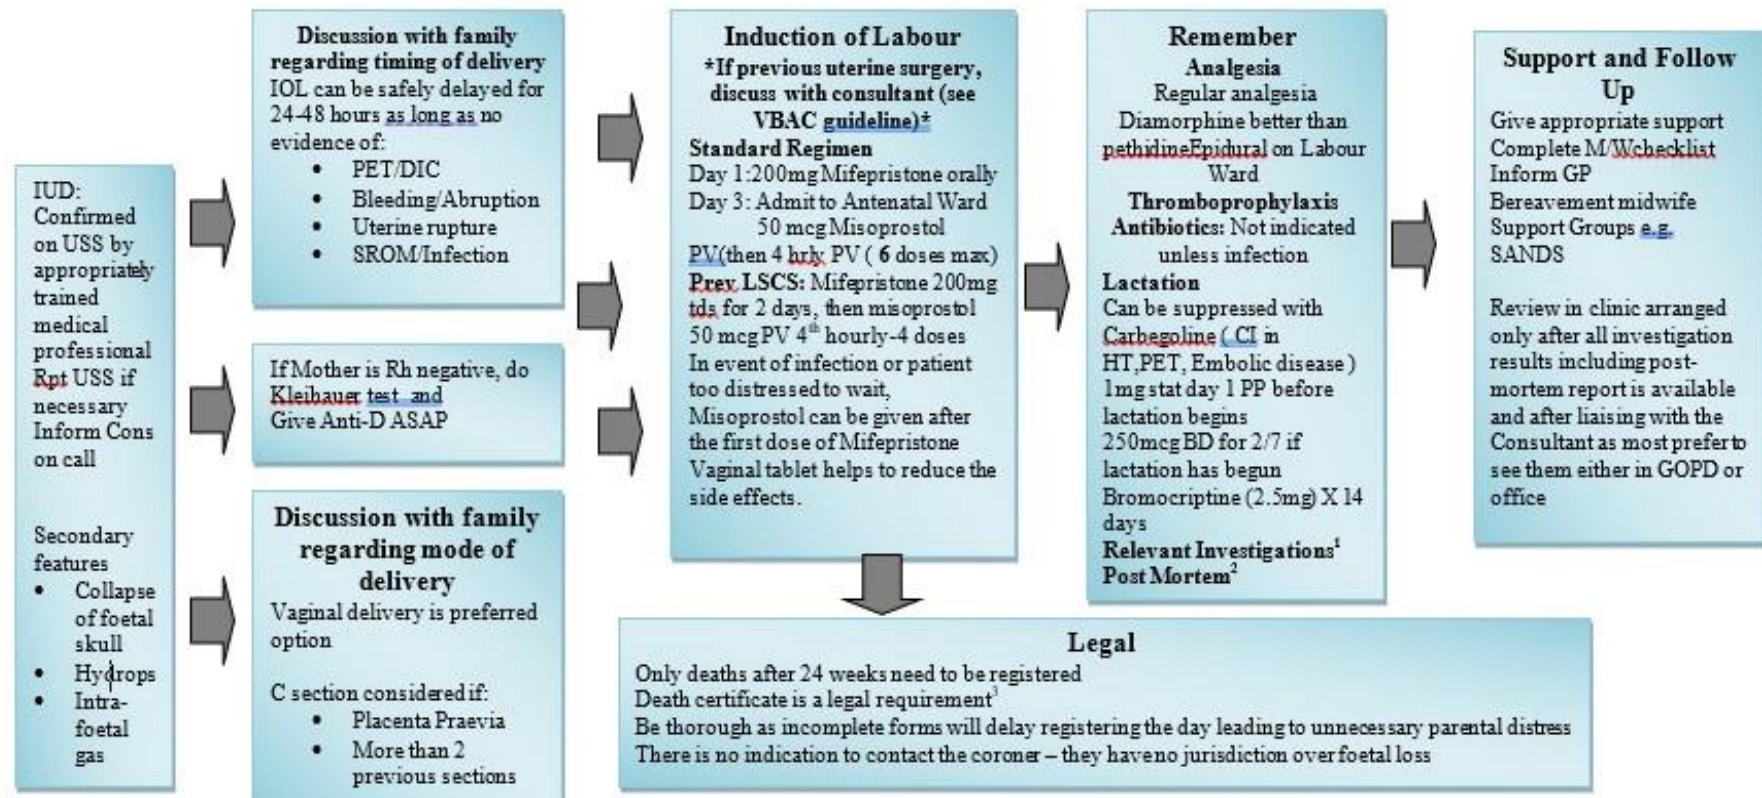 IUD:
Confirmed
on USS by
appropriately
trained
medical
professional
Rpt USS if
necessary
Inform Cons
on call
Secondary
features
• Collapse
of foetal
skull
• Hydrops
• Intra-
foetal
gas
Discussion with family
regarding timing of delivery
IOL can be safely delayed for
24-48 hours as long as no
evidence of:
• PET/DIC
• Bleeding/Abruption
• Uterine rupture
• SROM/Infection
If Mother is Rh negative, do
Kleihauer test and
Give Anti-D ASAP
Discussion with family
regarding mode of
delivery
Vaginal delivery is preferred
option
C section considered if:
• Placenta Praevia
• More than 2
previous sections
Induction of Labour
*If previous uterine surgery,
discuss with consultant (see
VBAC guideline)*
Standard Regimen
Day 1:200mg Mifepristone orally
Day 3: Admit to Antenatal Ward
50 mcg Misoprostol
PV(then 4 hrly PV ( 6 doses max)
Prev LSCS: Mifepristone 200mg
tds for 2 days, then misoprostol
50 mcg PV 4th hourly-4 doses
In event of infection or patient
too distressed to wait,
Misoprostol can be given after
the first dose of Mifepristone
Vaginal tablet helps to reduce the
side effects.
Remember
Analgesia
Regular analgesia
Diamorphine better than
pethidineEpidural on Labour
Ward
Thromboprophylaxis
Antibiotics: Not indicated
unless infection
Lactation
Can be suppressed with
Carbegoline ( CI in
HT,PET, Embolic disease )
1mg stat day 1 PP before
lactation begins
250mcg BD for 2/7 if
lactation has begun
Bromocriptine (2.5mg) X 14
days
Relevant Investigations¹
Post Mortem²
Support and Follow
Up
Give appropriate support
Complete M/Wchecklist
Inform GP
Bereavement midwife
Support Groups e.g.
SANDS
Review in clinic arranged
only after all investigation
results including post-
mortem report is available
and after liaising with the
Consultant as most prefer to
see them either in GOPD or
office
Legal
Only deaths after 24 weeks need to be registered
Death certificate is a legal requirement³
Be thorough as incomplete forms will delay registering the day leading to unnecessary parental distress
There is no indication to contact the coroner – they have no jurisdiction over foetal loss